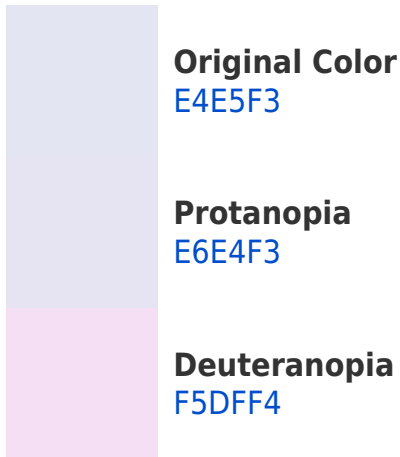 Original Color
E4E5F3
Protanopia
E6E4F3
Deuteranopia
F5DFF4